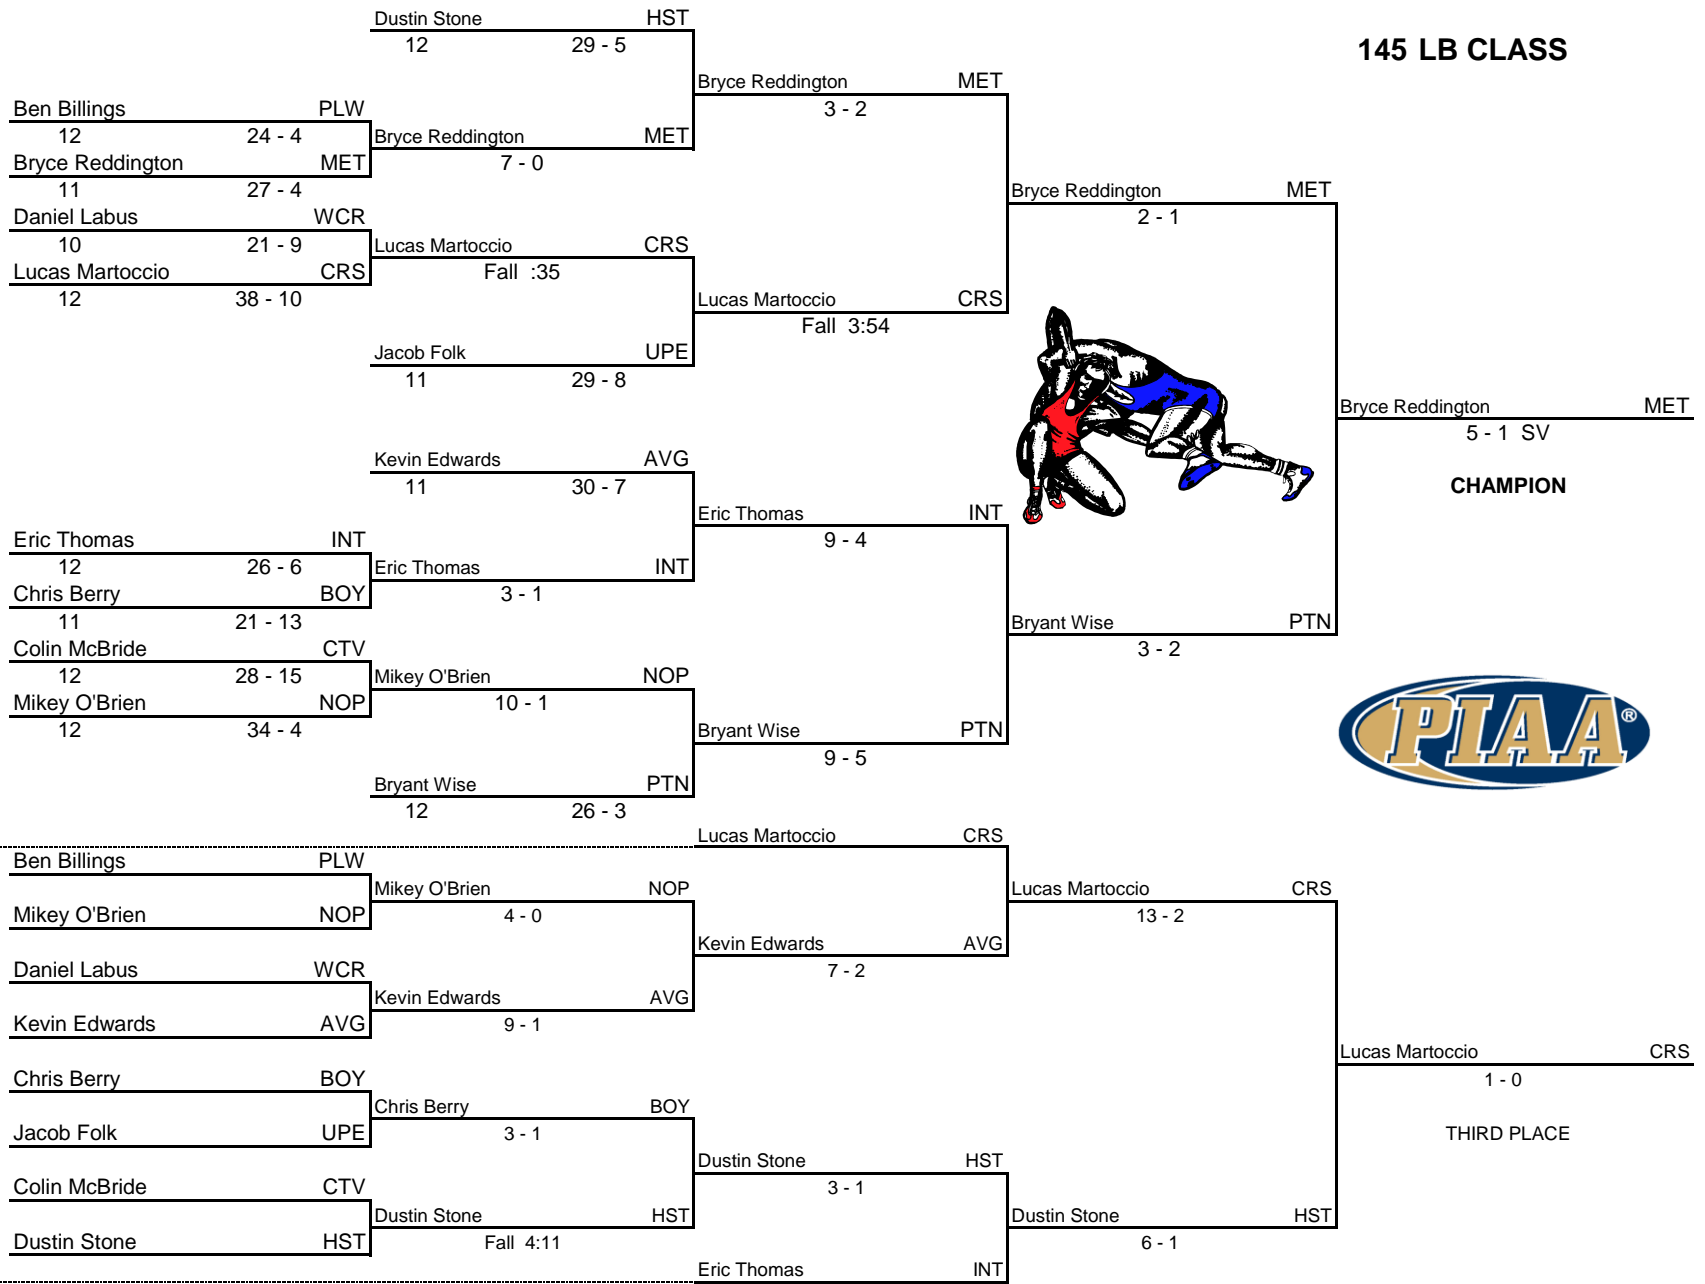 Dustin Stone HST
12 29 - 5
145 LB CLASS
Bryce Reddington MET
3 - 2
Ben Billings PLW
12 24 - 4
Bryce Reddington MET
7 - 0
Bryce Reddington MET
11 27 - 4
Bryce Reddington MET
2 - 1
Daniel Labus WCR
10 21 - 9
Lucas Martoccio CRS
Fall :35
Lucas Martoccio CRS
12 38 - 10
Lucas Martoccio CRS
Fall 3:54
Jacob Folk UPE
11 29 - 8
Bryce Reddington MET
5 - 1 SV
CHAMPION
Kevin Edwards AVG
11 30 - 7
Eric Thomas INT
9 - 4
Eric Thomas INT
12 26 - 6
Eric Thomas INT
3 - 1
Chris Berry BOY
11 21 - 13
Bryant Wise PTN
3 - 2
Colin McBride CTV
12 28 - 15
Mikey O'Brien NOP
10 - 1
Mikey O'Brien NOP
12 34 - 4
Bryant Wise PTN
9 - 5
PIAA®
Bryant Wise PTN
12 26 - 3
Lucas Martoccio CRS
Ben Billings PLW
Mikey O'Brien NOP
4 - 0
Lucas Martoccio CRS
13 - 2
Mikey O'Brien NOP
Kevin Edwards AVG
7 - 2
Daniel Labus WCR
Kevin Edwards AVG
9 - 1
Kevin Edwards AVG
Lucas Martoccio CRS
1 - 0
THIRD PLACE
Chris Berry BOY
Chris Berry BOY
3 - 1
Jacob Folk UPE
Dustin Stone HST
3 - 1
Colin McBride CTV
Dustin Stone HST
Fall 4:11
Dustin Stone HST
6 - 1
Dustin Stone HST
Eric Thomas INT